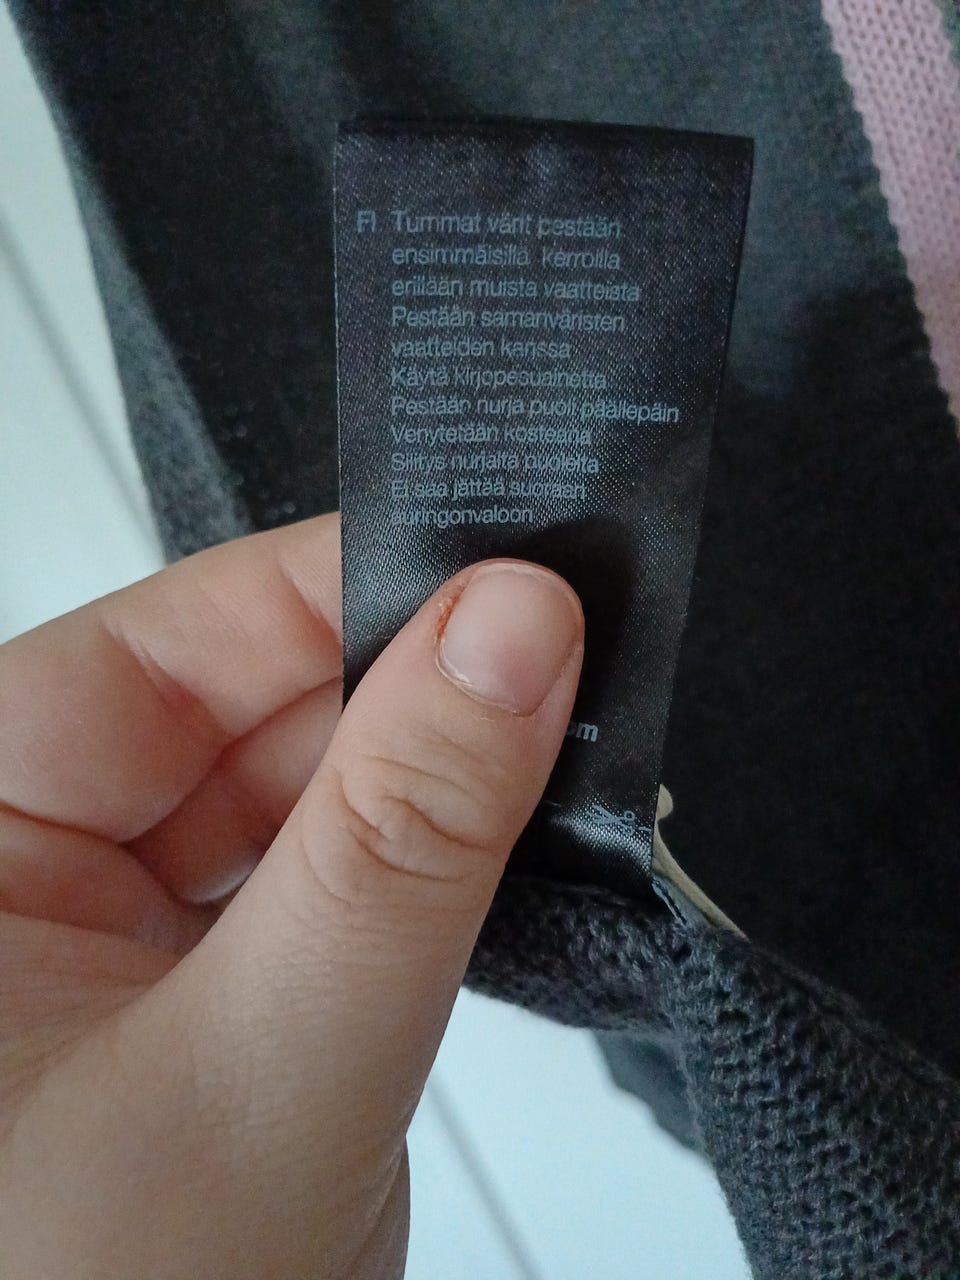 FI Tummat värit pestään
ensimmäisillä kerroilla
erillään muista vaatteista
Pestään samanväristen
vaatteiden kanssa
Käytä kirjopesuainetta
Pestään nurja puoli päällepäin
Venytetään kosteana
Silitys nurjalta puolelta
Ei saa jättää suoraan
auringonvaloon
om